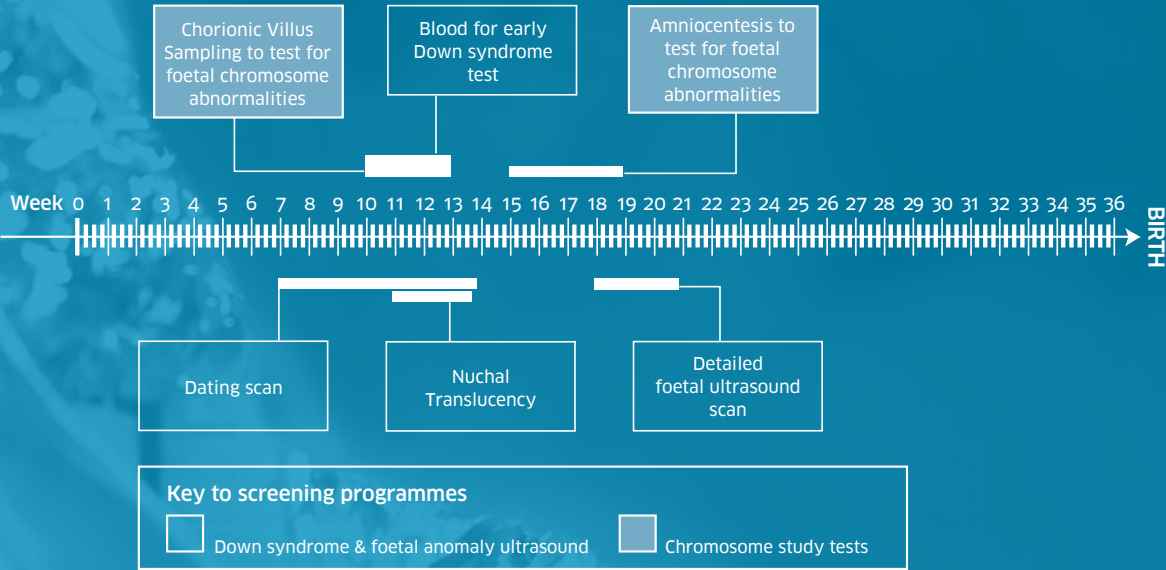 Chorionic Villus
Sampling to test for
foetal chromosome
abnormalities
Blood for early
Down syndrome
test
Amniocentesis to
test for foetal
chromosome
abnormalities
Week 0 1 2 3 4 5 6 7 8 9 10 11 12 13 14 15 16 17 18 19 20 21 22 23 24 25 26 27 28 29 30 31 32 33 34 35 36
BIRTH
Dating scan
Nuchal
Translucency
Detailed
foetal ultrasound
scan
Key to screening programmes
Down syndrome & foetal anomaly ultrasound
Chromosome study tests